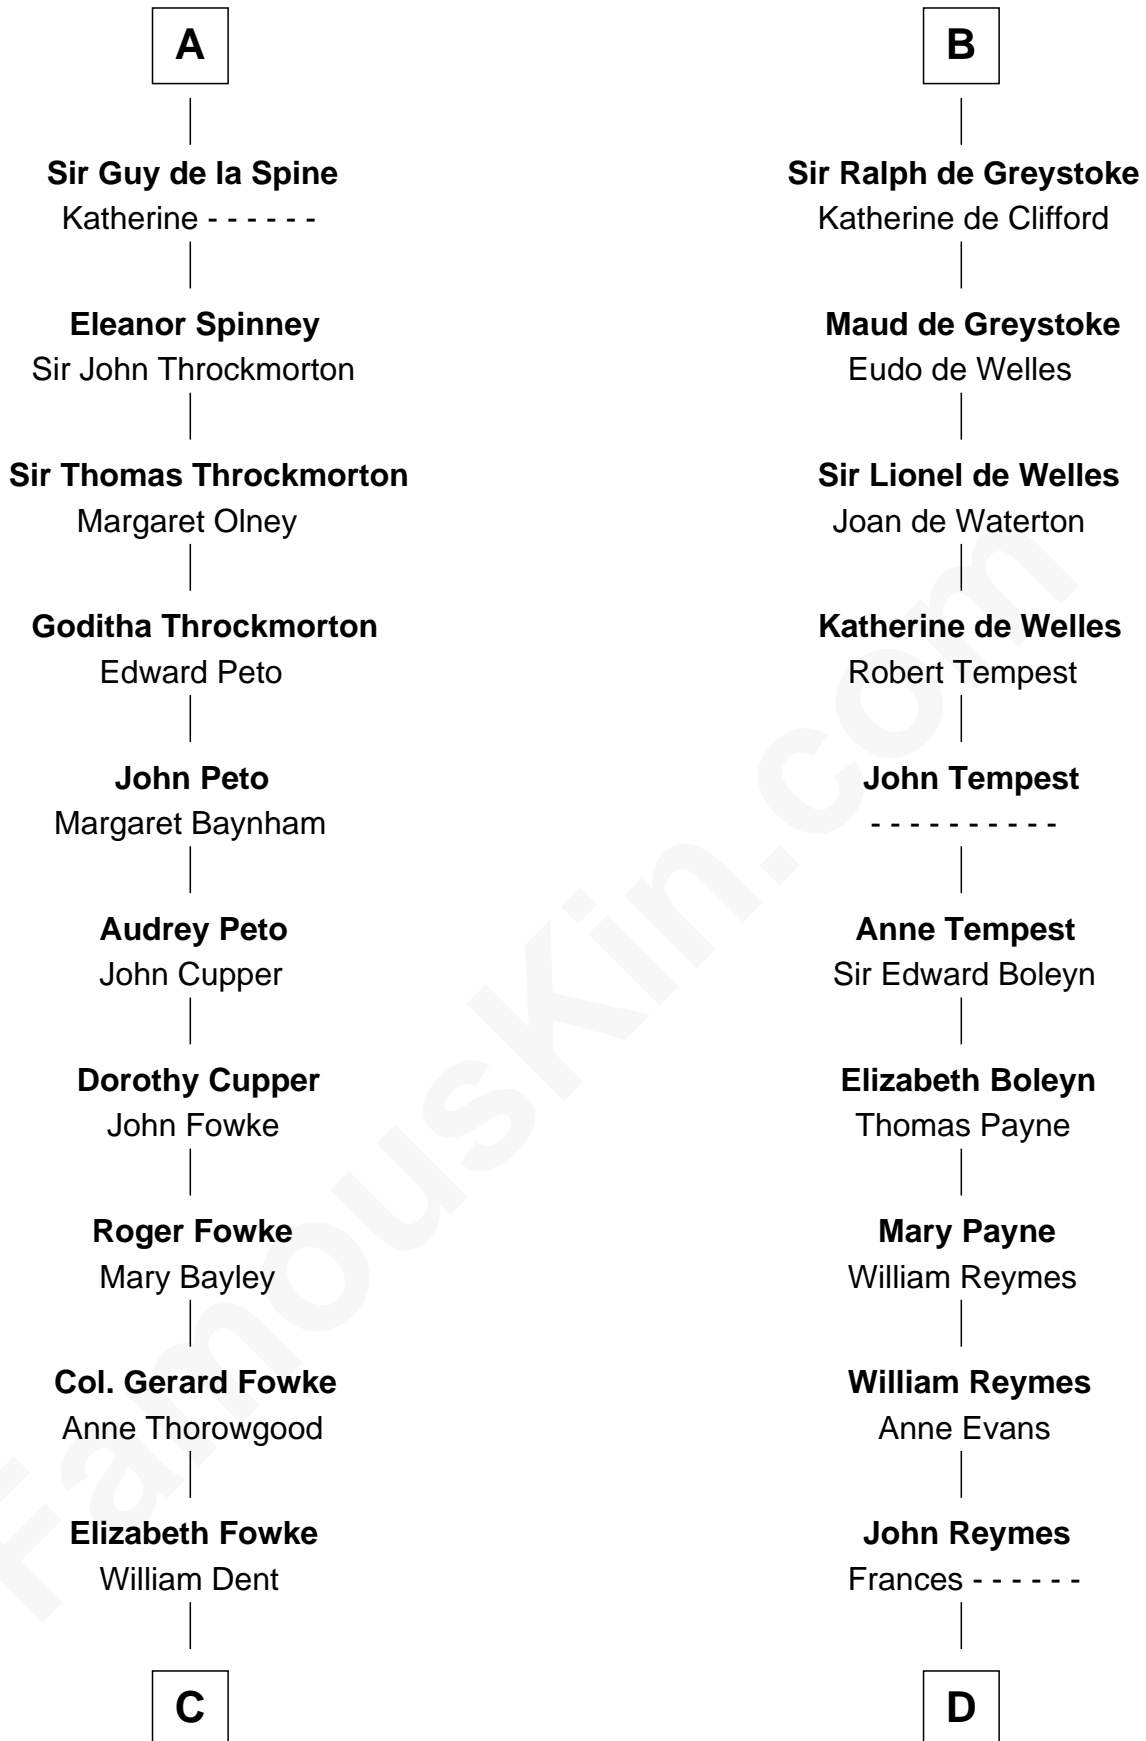 A
Sir Guy de la Spine
Katherine - - - - - -
Eleanor Spinney
Sir John Throckmorton
Sir Thomas Throckmorton
Margaret Olney
Goditha Throckmorton
Edward Peto
John Peto
Margaret Baynham
Audrey Peto
John Cupper
Dorothy Cupper
John Fowke
Roger Fowke
Mary Bayley
Col. Gerard Fowke
Anne Thorowgood
Elizabeth Fowke
William Dent
C
B
Sir Ralph de Greystoke
Katherine de Clifford
Maud de Greystoke
Eudo de Welles
Sir Lionel de Welles
Joan de Waterton
Katherine de Welles
Robert Tempest
John Tempest
- - - - - - - - - -
Anne Tempest
Sir Edward Boleyn
Elizabeth Boleyn
Thomas Payne
Mary Payne
William Reymes
William Reymes
Anne Evans
John Reymes
Frances - - - - - -
D
FamousKin.com